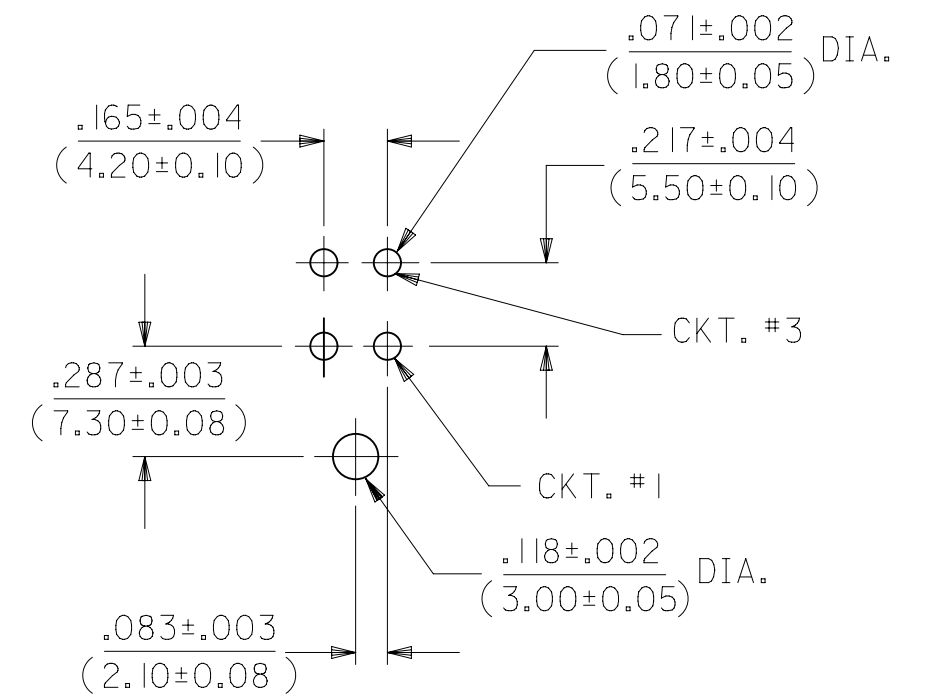 .071±.002
(1.80±0.05) DIA.
.165±.004
(4.20±0.10)
.217±.004
(5.50±0.10)
CKT. #3
.287±.003
(7.30±0.08)
CKT. #1
.118±.002
(3.00±0.05) DIA.
.083±.003
(2.10±0.08)